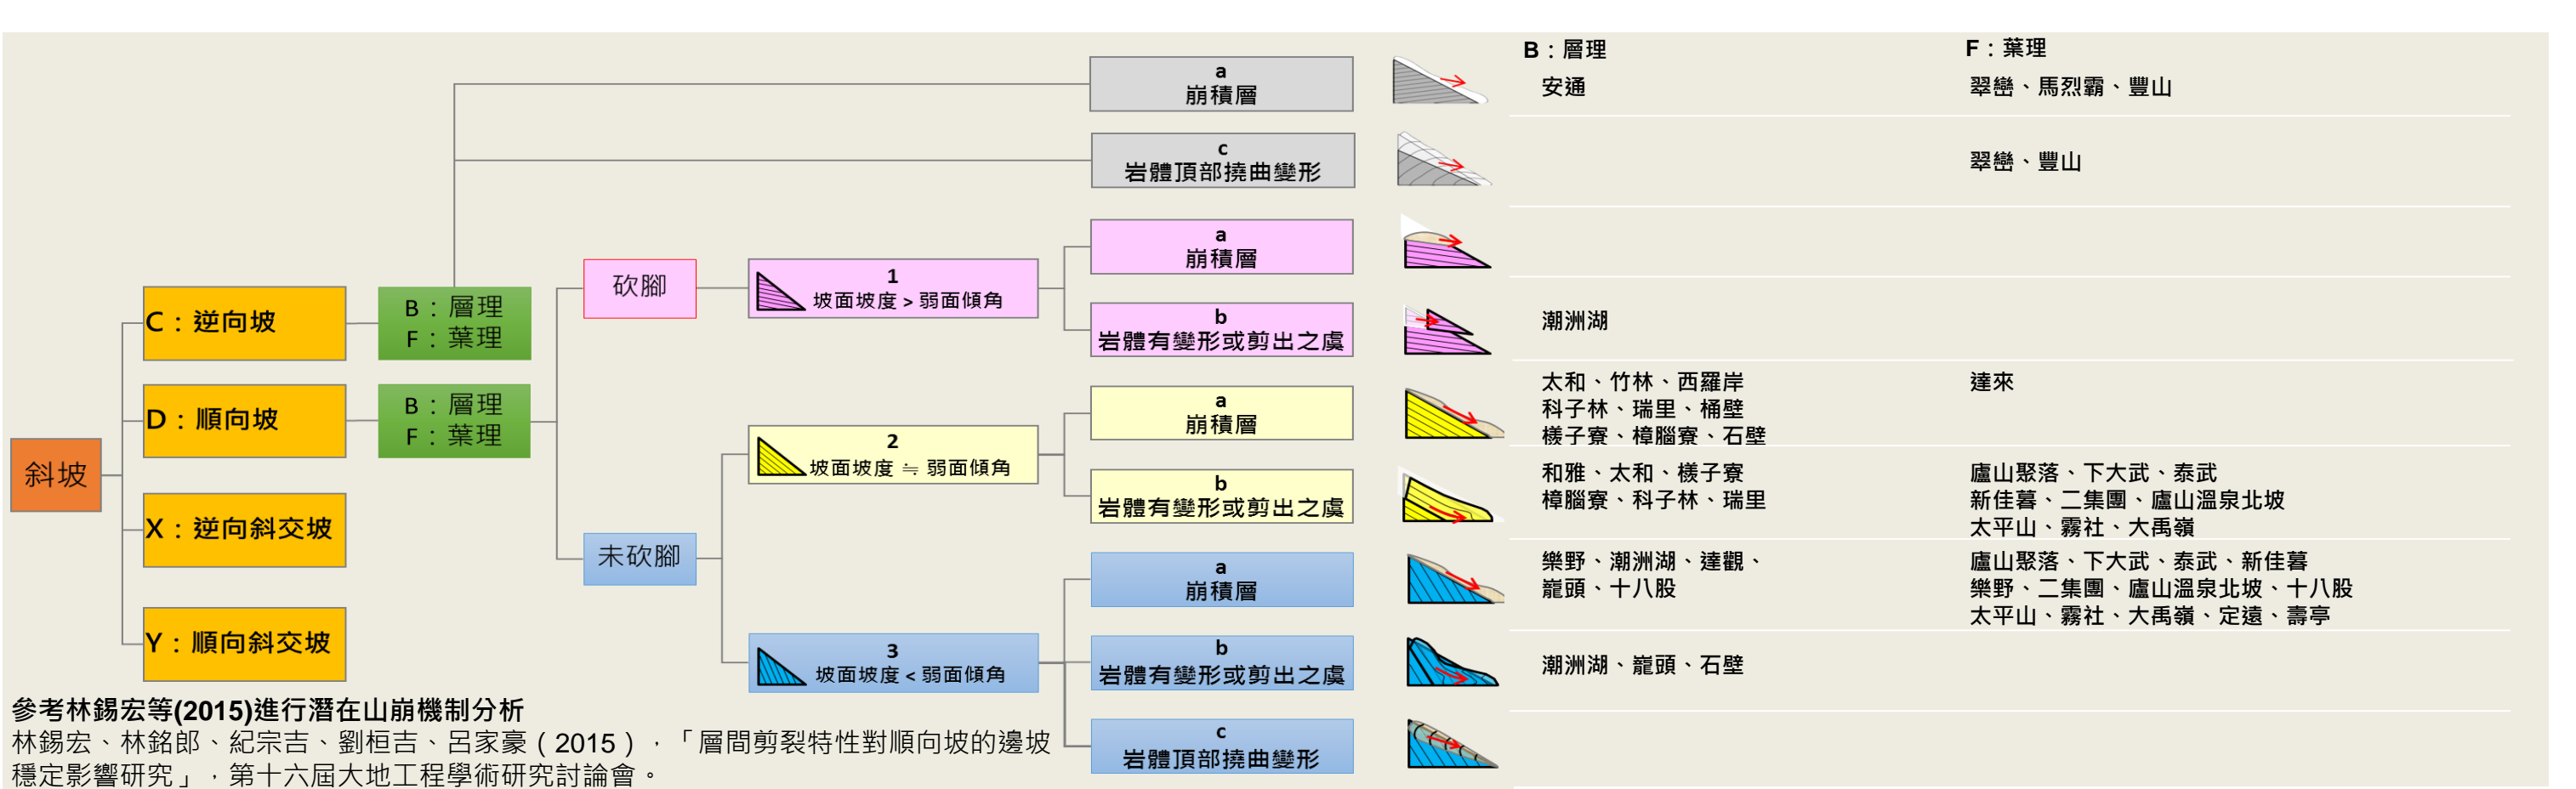 斜坡
C：逆向坡
D：順向坡
X：逆向斜交坡
Y：順向斜交坡
B：層理
F：葉理
B：層理
F：葉理
砍腳
未砍腳
1
坡面坡度 > 弱面傾角
2
坡面坡度 ≒ 弱面傾角
3
坡面坡度 < 弱面傾角
a
崩積層
c
岩體頂部撓曲變形
a
崩積層
b
岩體有變形或剪出之虞
a
崩積層
b
岩體有變形或剪出之虞
a
崩積層
b
岩體有變形或剪出之虞
c
岩體頂部撓曲變形
B：層理
F：葉理
安通
翠巒、馬烈霸、豐山
翠巒、豐山
潮洲湖
太和、竹林、西羅岸
科子林、瑞里、桶壁
檨子寮、樟腦寮、石壁
達來
和雅、太和、檨子寮
樟腦寮、科子林、瑞里
廬山聚落、下大武、泰武
新佳暮、二集團、廬山溫泉北坡
太平山、霧社、大禹嶺
樂野、潮洲湖、達觀、
巃頭、十八股
廬山聚落、下大武、泰武、新佳暮
樂野、二集團、廬山溫泉北坡、十八股
太平山、霧社、大禹嶺、定遠、壽亭
潮洲湖、巃頭、石壁
參考林錫宏等(2015)進行潛在山崩機制分析
林錫宏、林銘郎、紀宗吉、劉桓吉、呂家豪（2015），「層間剪裂特性對順向坡的邊坡
穩定影響研究」，第十六屆大地工程學術研究討論會。